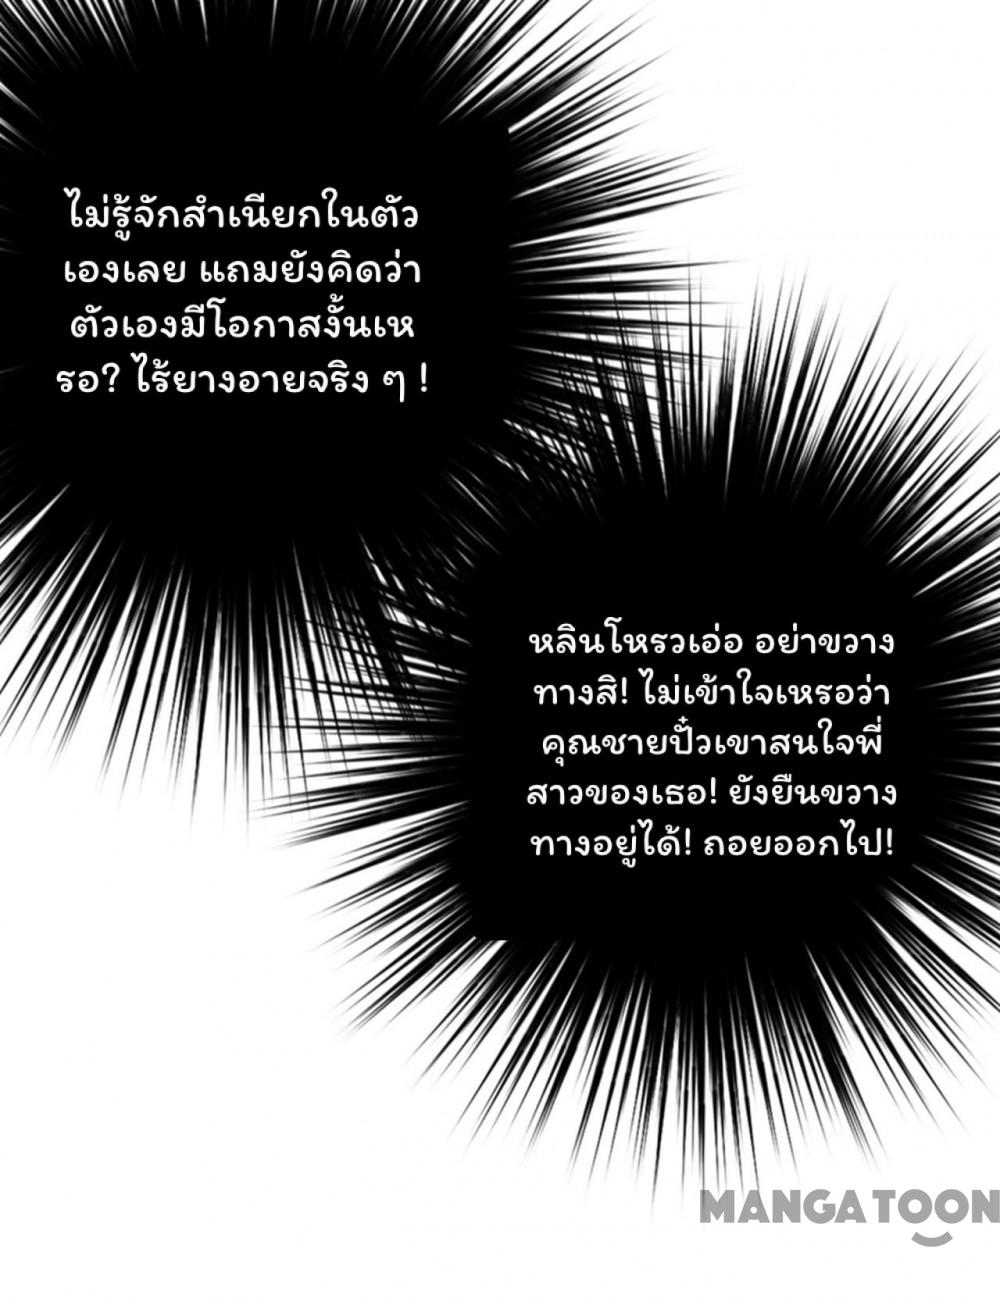 ไม่รู้จักสำเนียกในตัว
เองเลย แถมยังคิดว่า
ตัวเองมีโอกาสงั้นเห
รอ? ไร้ยางอายจริง ๆ !
หลินโหรวเอ่อ อย่าขวาง
ทางสิ! ไม่เข้าใจเหรอว่า
คุณชายปั๋วเขาสนใจพี่
สาวของเธอ! ยังยืนขวาง
ทางอยู่ได้! ถอยออกไป!
MANGATOON